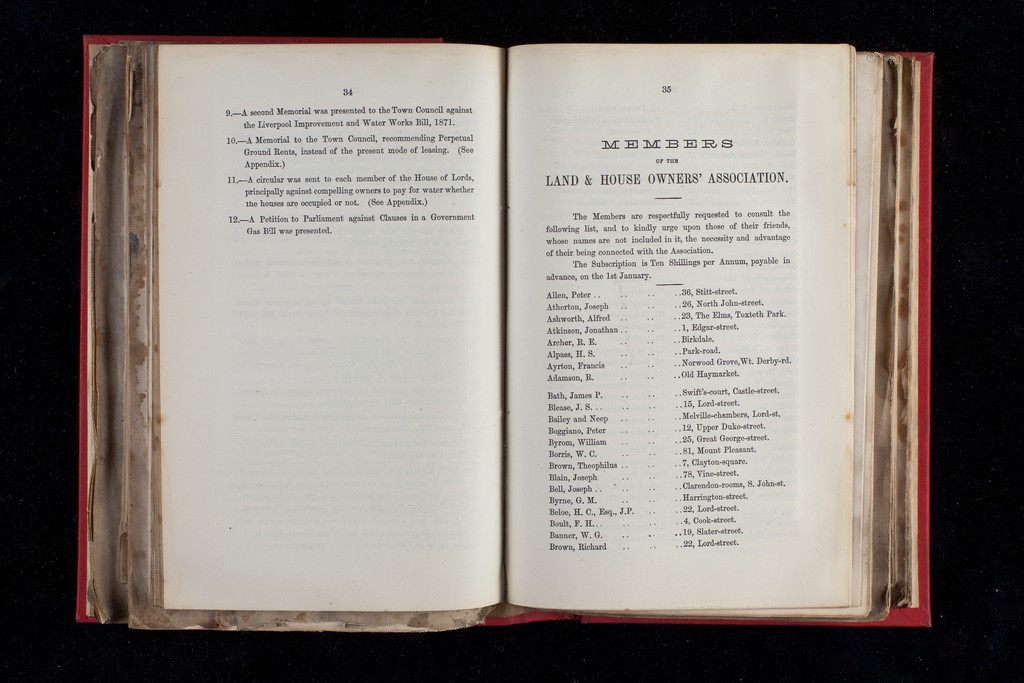 34
9.—A second Memorial was presented to the Town Council against
the Liverpool Improvement and Water Works Bill, 1871.
10.—A Memorial to the Town Council, recommending Perpetual
Ground Rents, instead of the present mode of leasing. (See
Appendix.)
11.—A circular was sent to each member of the House of Lords,
principally against compelling owners to pay for water whether
the houses are occupied or not. (See Appendix.)
12.—A Petition to Parliament against Clauses in a Government
Gas Bill was presented.
35
MEMBERS
OF THE
LAND & HOUSE OWNERS' ASSOCIATION.
The Members are respectfully requested to consult the
following list, and to kindly urge upon those of their friends,
whose names are not included in it, the necessity and advantage
of their being connected with the Association.
The Subscription is Ten Shillings per Annum, payable in
advance, on the 1st January.
Allen, Peter .. .. .. ..36, Stitt-street.
Atherton, Joseph .. .. ..26, North John-street.
Ashworth, Alfred .. .. ..23, The Elms, Toxteth Park.
Atkinson, Jonathan .. .. ..1, Edgar-street.
Archer, R. E. .. .. ..Birkdale.
Alpass, H. S. .. .. ..Park-road.
Ayrton, Francis .. .. ..Norwood Grove, Wt. Derby-rd.
Adamson, R. .. .. ..Old Haymarket.
Bath, James P. .. .. ..Swift's-court, Castle-street.
Blease, J. S. .. .. .. ..15, Lord-street.
Bailey and Neep .. .. ..Melville-chambers, Lord-st.
Boggiano, Peter .. .. ..12, Upper Duke-street.
Byrom, William .. .. ..25, Great George-street.
Borris, W. C. .. .. ..81, Mount Pleasant.
Brown, Theophilus .. .. ..7, Clayton-square.
Blain, Joseph .. .. ..78, Vine-street.
Bell, Joseph .. .. .. ..Clarendon-rooms, S. John-st.
Byrne, G. M. .. .. ..Harrington-street.
Beloe, H. C., Esq., J.P. .. .. ..22, Lord-street.
Boult, F. H. .. .. .. ..4, Cook-street.
Banner, W. G. .. .. ..19, Slater-street.
Brown, Richard .. .. ..22, Lord-street.